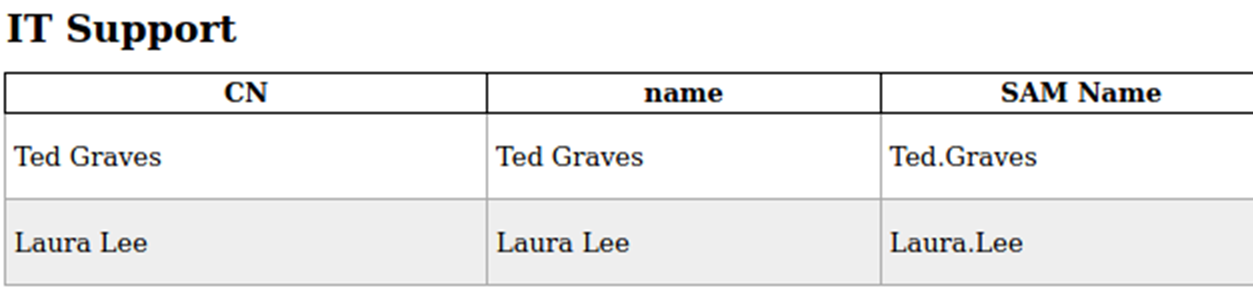 IT Support
CN name SAM Name
Ted Graves Ted Graves Ted.Graves
Laura Lee Laura Lee Laura.Lee